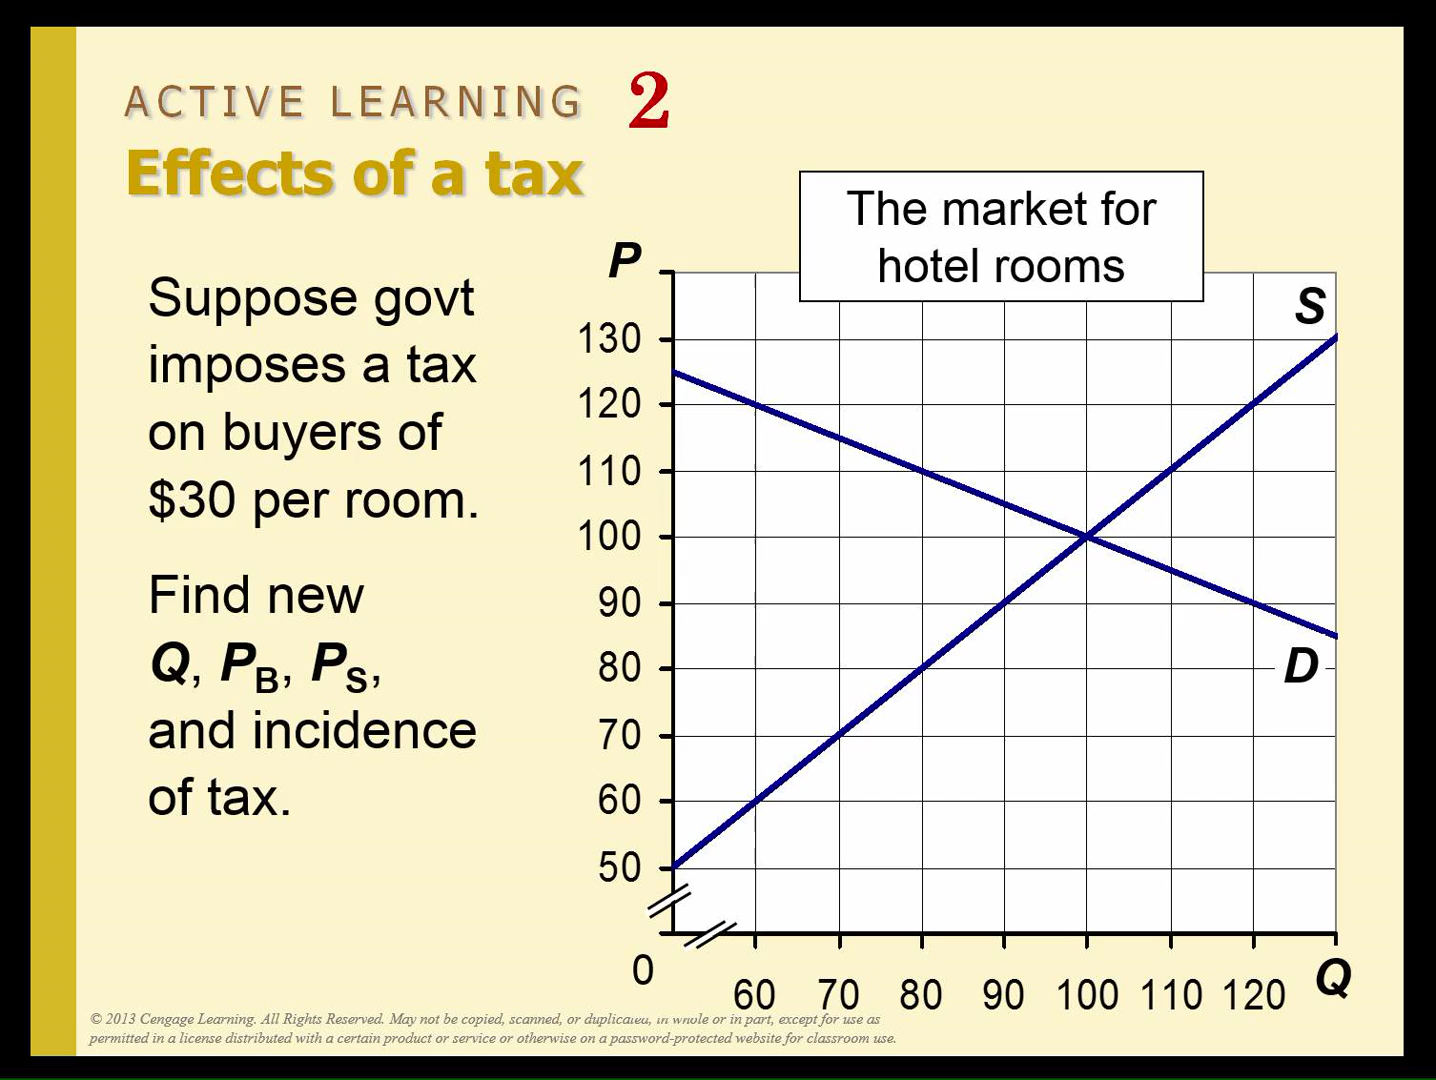 ACTIVE LEARNING 2
Effects of a tax
The market for
hotel rooms
Suppose govt
imposes a tax
on buyers of
$30 per room.
Find new
Q, PB, PS,
and incidence
of tax.
P
130
120
110
100
90
80
70
60
50
0
S
D
60 70 80 90 100 110 120
Q
© 2013 Cengage Learning. All Rights Reserved. May not be copied, scanned, or duplicated, in whole or in part, except for use as
permitted in a license distributed with a certain product or service or otherwise on a password-protected website for classroom use.